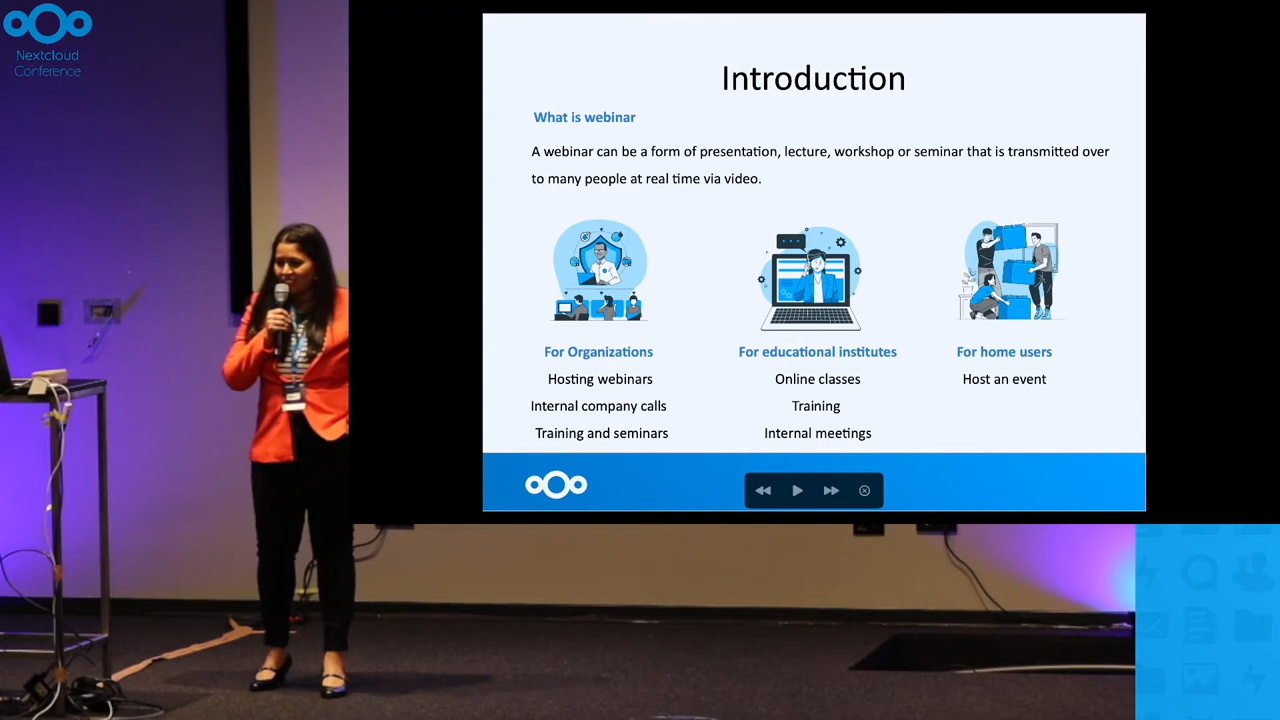 Nextcloud
Conference
Introduction
What is webinar
A webinar can be a form of presentation, lecture, workshop or seminar that is transmitted over
to many people at real time via video.
For Organizations
Hosting webinars
Internal company calls
Training and seminars
For educational institutes
Online classes
Training
Internal meetings
For home users
Host an event